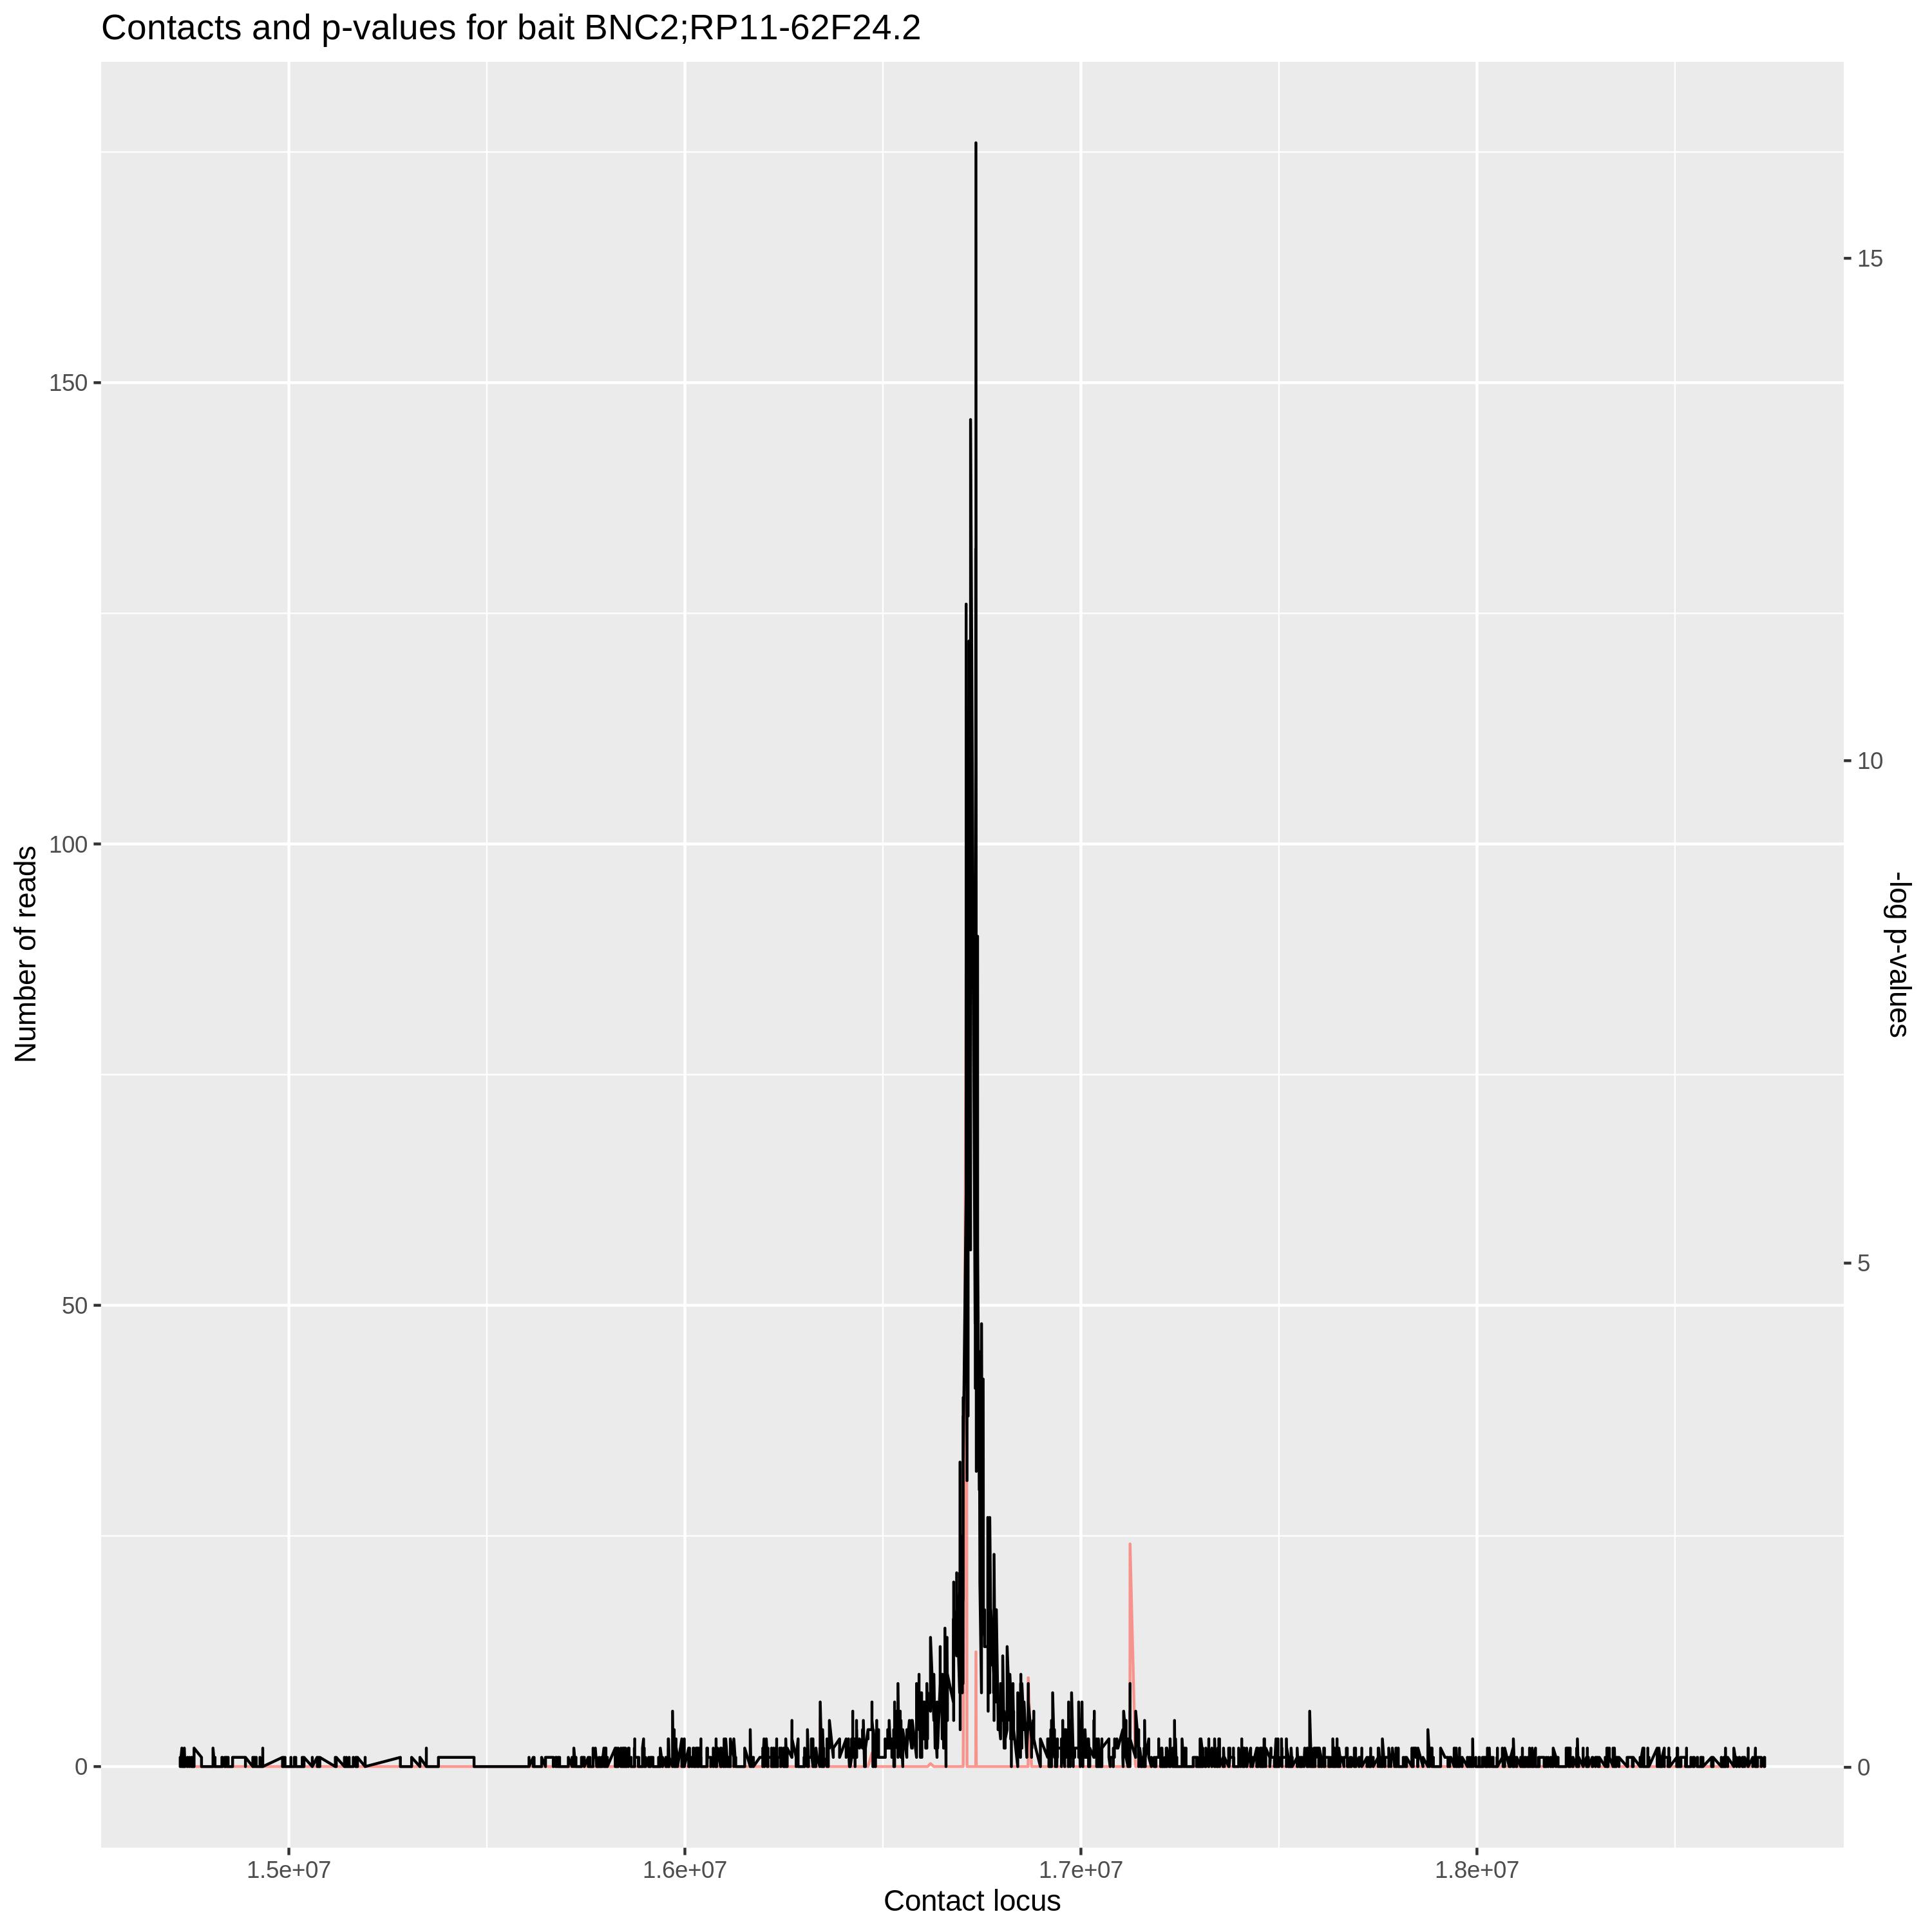 Contacts and p-values for bait BNC2;RP11-62F24.2
150
100
50
0
Number of reads
15
10
5
0
-log p-values
1.5e+07 1.6e+07 1.7e+07 1.8e+07
Contact locus